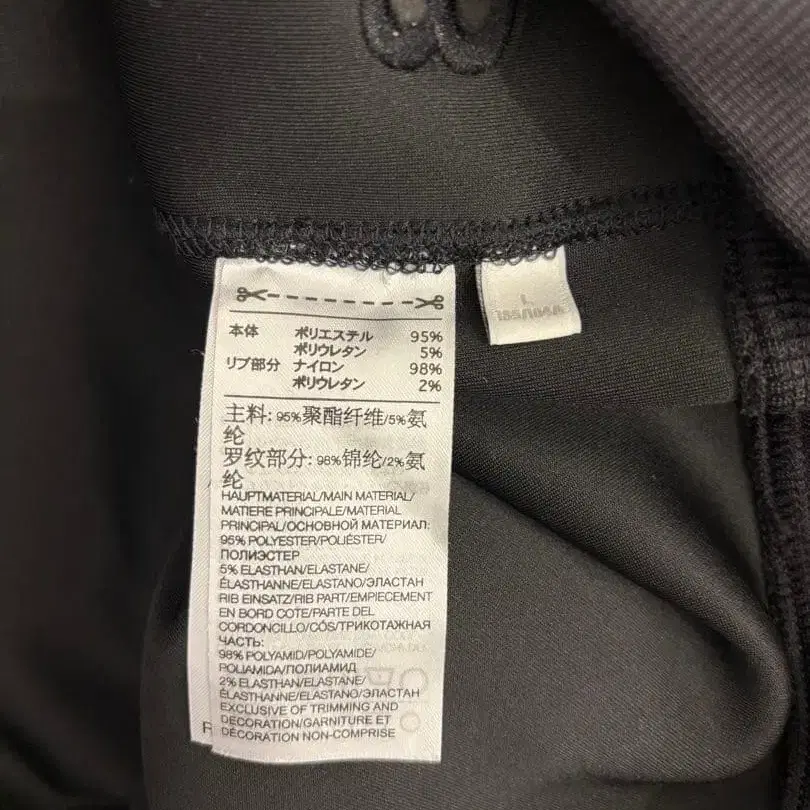 本体 ポリエステル 95%
ポリウレタン 5%
リブ部分 ナイロン 98%
ポリウレタン 2%
主料: 95%聚酯纤维/5%氨
纶
罗纹部分: 98%锦纶/2%氨
纶
HAUPTMATERIAL/MAIN MATERIAL/
MATIERE PRINCIPALE/MATERIAL
PRINCIPAL/ОСНОВНОЙ МАТЕРИАЛ:
95% POLYESTER/POLIÉSTER/
ПОЛИЭСТЕР
5% ELASTHAN/ELASTANE/
ÉLASTHANNE/ELASTANO/ЭЛАСТАН
RIB EINSATZ/RIB PART/EMPIECEMENT
EN BORD COTE/PARTE DEL
CORDONCILLO/CÓS/ТРИКОТАЖНАЯ
ЧАСТЬ:
98% POLYAMID/POLYAMIDE/
POLIAMIDA/ПОЛИАМИД
2% ELASTHAN/ELASTANE/
ÉLASTHANNE/ELASTANO/ЭЛАСТАН
EXCLUSIVE OF TRIMMING AND
DECORATION/GARNITURE ET
DÉCORATION NON-COMPRISE
L